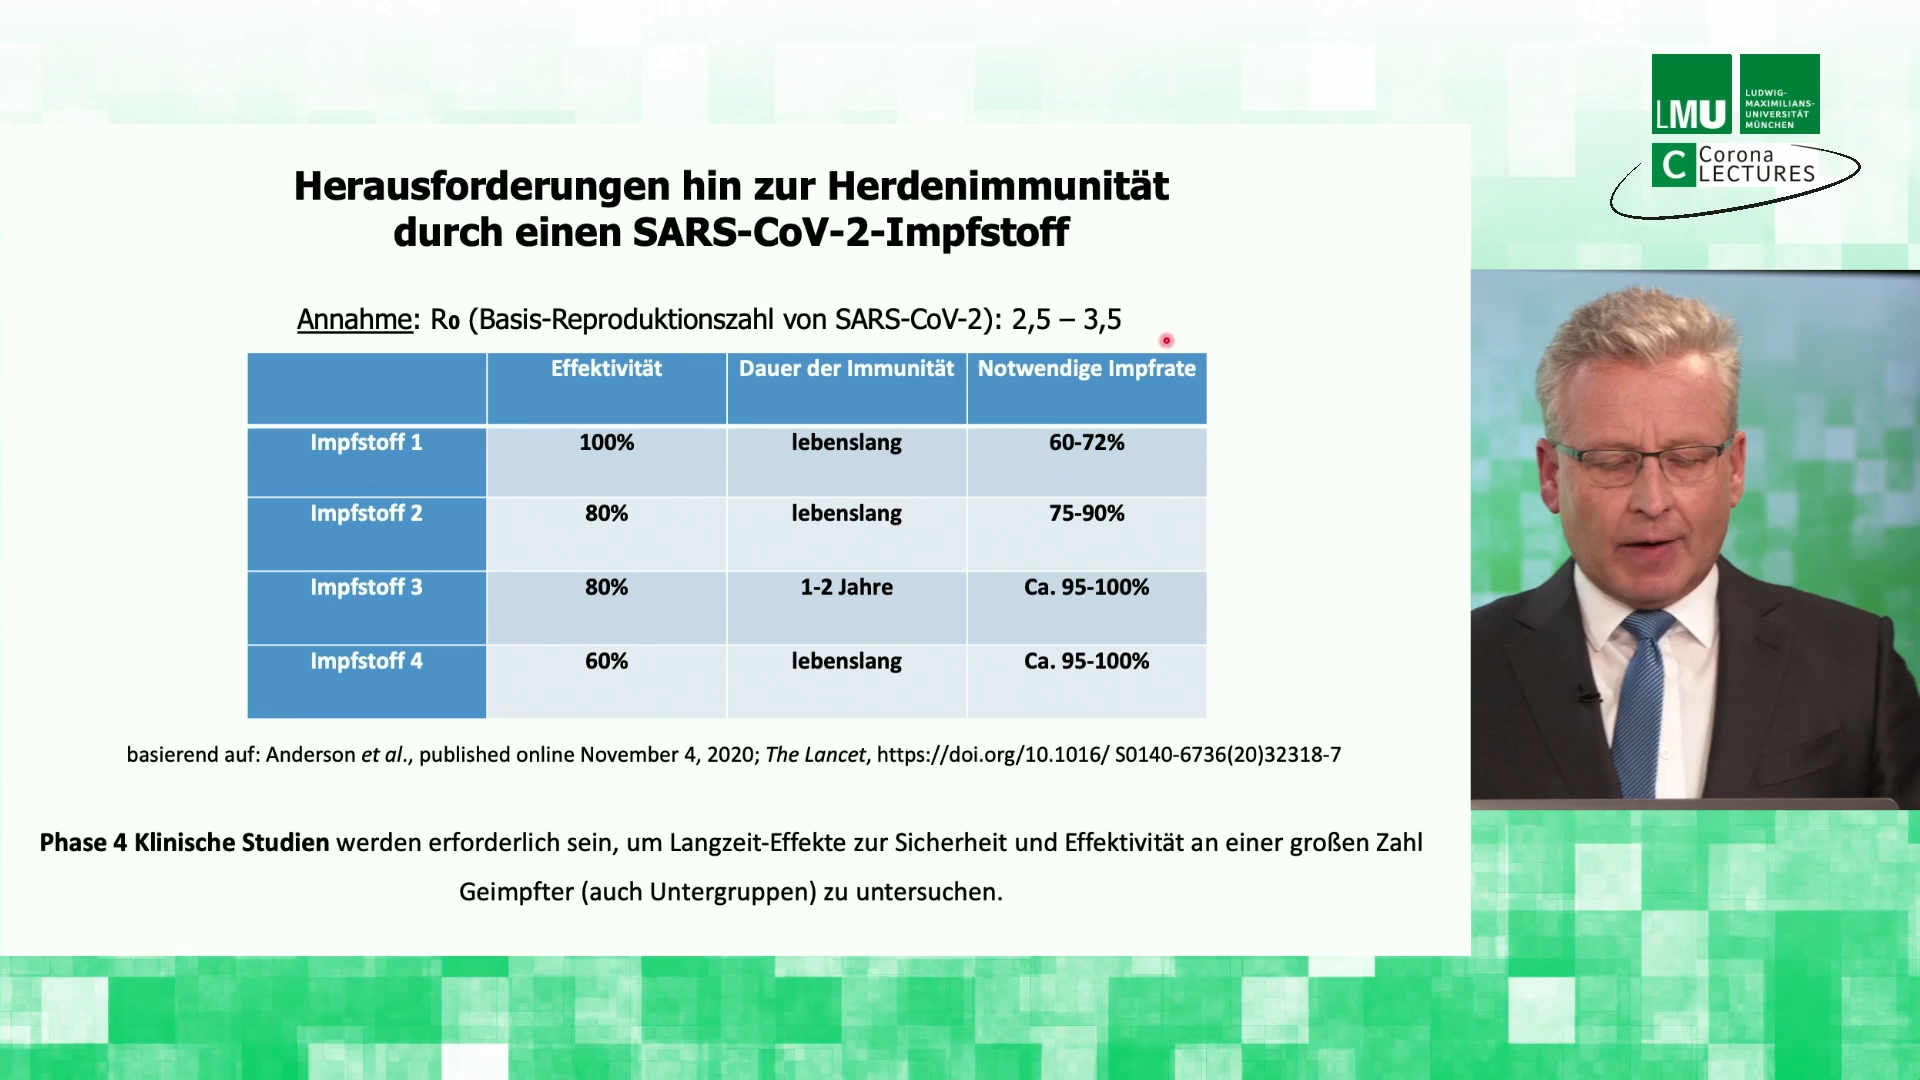 LMU
LUDWIG-
MAXIMILIANS-
UNIVERSITÄT
MÜNCHEN
C Corona
LECTURES
Herausforderungen hin zur Herdenimmunität
durch einen SARS-CoV-2-Impfstoff
Annahme: R₀ (Basis-Reproduktionszahl von SARS-CoV-2): 2,5 – 3,5
Effektivität Dauer der Immunität Notwendige Impfrate
Impfstoff 1 100% lebenslang 60-72%
Impfstoff 2 80% lebenslang 75-90%
Impfstoff 3 80% 1-2 Jahre Ca. 95-100%
Impfstoff 4 60% lebenslang Ca. 95-100%
basierend auf: Anderson et al., published online November 4, 2020; The Lancet, https://doi.org/10.1016/ S0140-6736(20)32318-7
Phase 4 Klinische Studien werden erforderlich sein, um Langzeit-Effekte zur Sicherheit und Effektivität an einer großen Zahl
Geimpfter (auch Untergruppen) zu untersuchen.